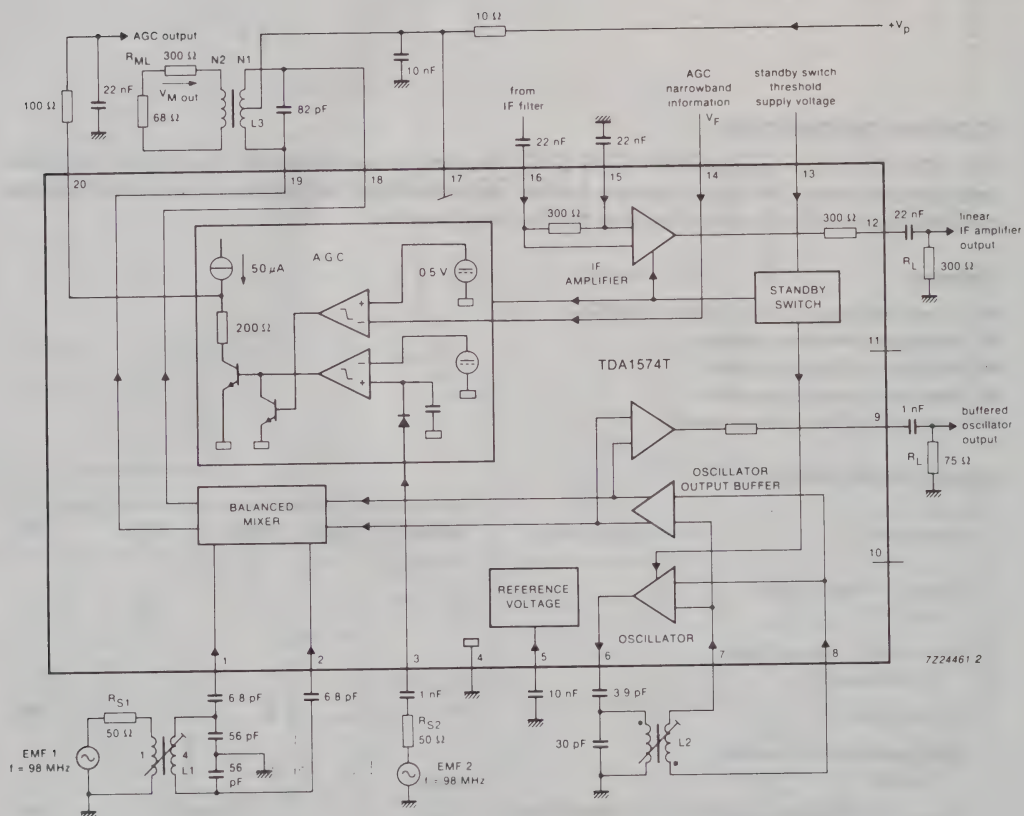 AGC output
10 Ω
+Vp
RML
300 Ω
N2
N1
10 nF
AGC
narrowband
information
VF
standby switch
threshold
supply voltage
100 Ω
22 nF
VM out
68 Ω
L3
82 pF
from
IF filter
22 nF
22 nF
20
19
18
17
16
15
14
13
300 Ω
300 Ω
12
22 nF
linear
IF amplifier
output
RL
300 Ω
AGC
50 µA
05 V
IF
AMPLIFIER
STANDBY
SWITCH
200 Ω
TDA1574T
11
9
1 nF
buffered
oscillator
output
RL
75 Ω
OSCILLATOR
OUTPUT BUFFER
BALANCED
MIXER
10
REFERENCE
VOLTAGE
OSCILLATOR
1
2
3
4
5
6
7
8
7Z24461 2
RS1
50 Ω
6 8 pF
6 8 pF
1 nF
10 nF
3 9 pF
EMF 1
f = 98 MHz
1
4
L1
56 pF
56
pF
RS2
50 Ω
EMF 2
f = 98 MHz
30 pF
L2